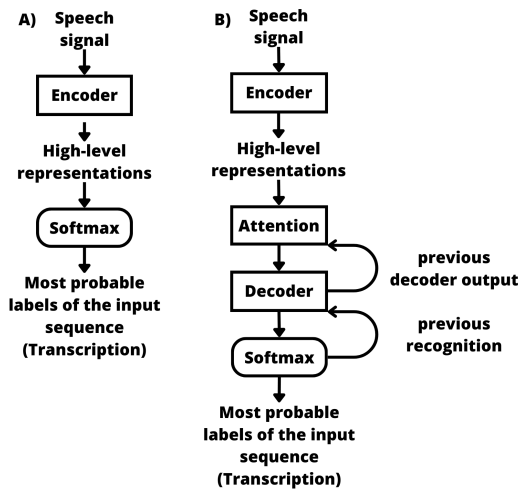 A)
Speech
signal
Encoder
High-level
representations
Softmax
Most probable
labels of the input
sequence
(Transcription)
B)
Speech
signal
Encoder
High-level
representations
Attention
previous
decoder output
Decoder
previous
recognition
Softmax
Most probable
labels of the input
sequence
(Transcription)